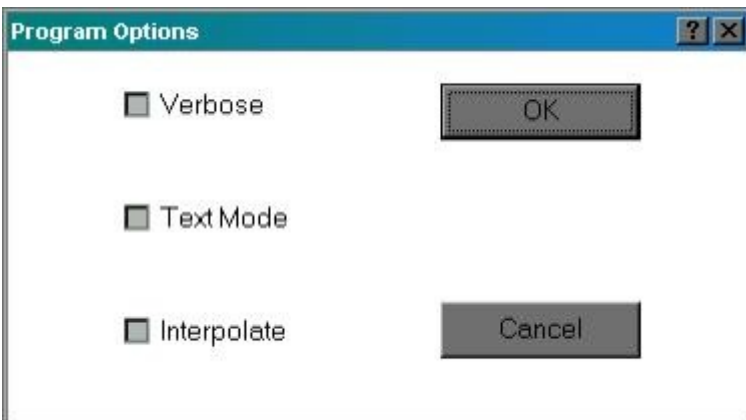 Program Options
Verbose
OK
Text Mode
Interpolate
Cancel